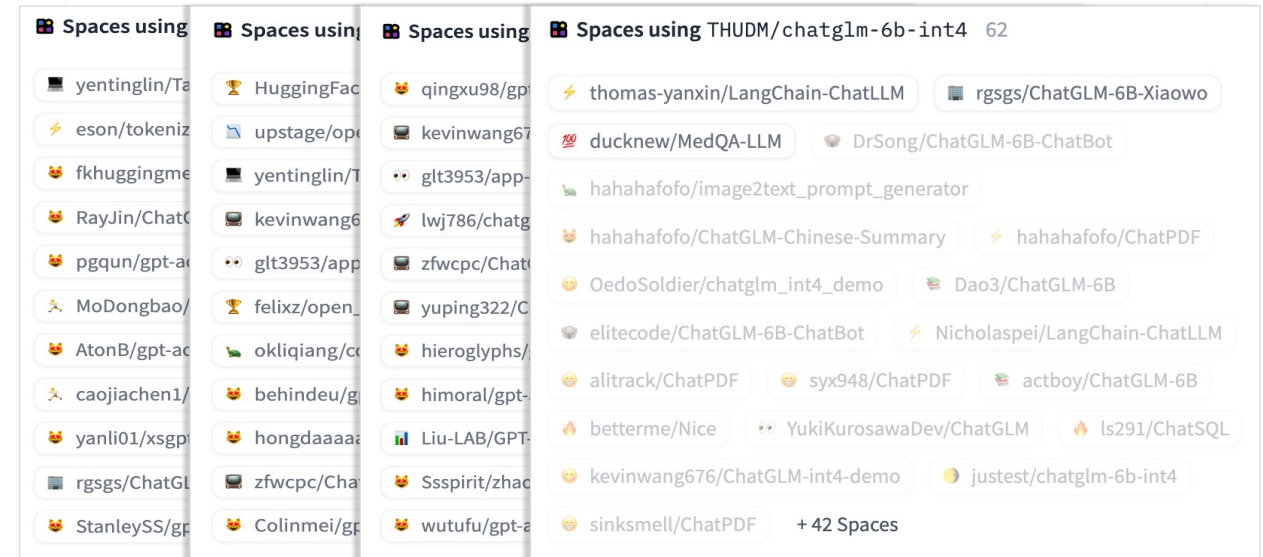 Spaces using
yentinglin/Ta
eson/tokeniz
fkhuggingme
RayJin/Chat
pgqun/gpt-a
MoDongbao/
AtonB/gpt-ac
caojiachen1/
yanli01/xsgp
rgsgs/ChatGL
StanleySS/gp
Spaces using
HuggingFac
upstage/ope
yentinglin/T
kevinwang6
glt3953/app
felixz/open_
okliqiang/co
behindeu/g
hongdaaaaa
zfwcpc/Cha
Colinmei/gp
Spaces using
qingxu98/gp
kevinwang67
glt3953/app-
lwj786/chatg
zfwcpc/Chat
yuping322/C
hieroglyphs/
himoral/gpt-
Liu-LAB/GPT-
Ssspirit/zhao
wutufu/gpt-a
Spaces using THUDM/chatglm-6b-int4 62
thomas-yanxin/LangChain-ChatLLM rgsgs/ChatGLM-6B-Xiaowo
ducknew/MedQA-LLM DrSong/ChatGLM-6B-ChatBot
hahahafofo/image2text_prompt_generator
hahahafofo/ChatGLM-Chinese-Summary hahahafofo/ChatPDF
OedoSoldier/chatglm_int4_demo Dao3/ChatGLM-6B
elitecode/ChatGLM-6B-ChatBot Nicholaspei/LangChain-ChatLLM
alitrack/ChatPDF syx948/ChatPDF actboy/ChatGLM-6B
betterme/Nice YukiKurosawaDev/ChatGLM ls291/ChatSQL
kevinwang676/ChatGLM-int4-demo justest/chatglm-6b-int4
sinksmell/ChatPDF + 42 Spaces